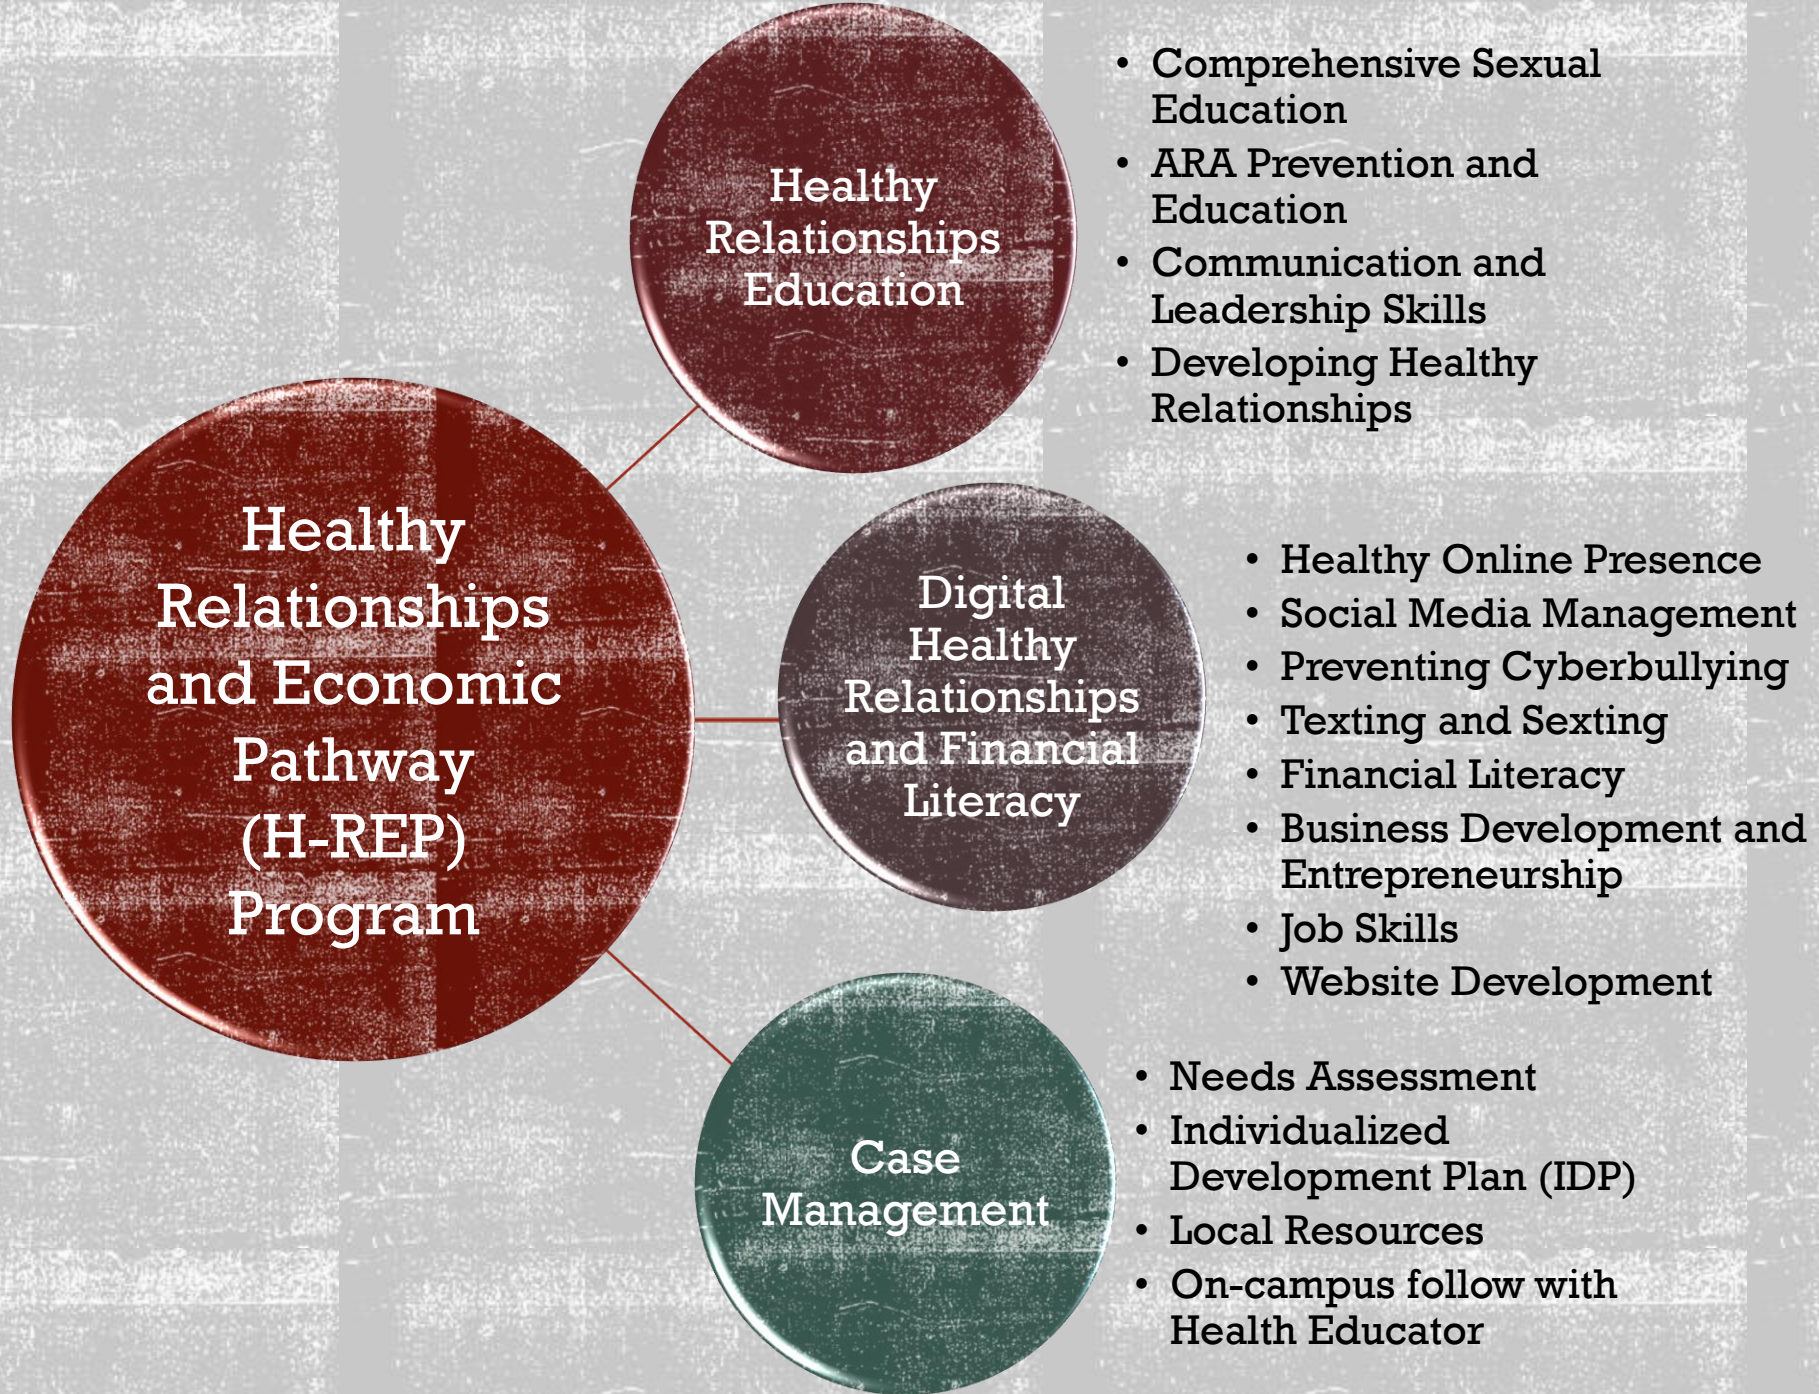 Healthy
Relationships
and Economic
Pathway
(H-REP)
Program
Healthy
Relationships
Education
• Comprehensive Sexual
Education
• ARA Prevention and
Education
• Communication and
Leadership Skills
• Developing Healthy
Relationships
Digital
Healthy
Relationships
and Financial
Literacy
• Healthy Online Presence
• Social Media Management
• Preventing Cyberbullying
• Texting and Sexting
• Financial Literacy
• Business Development and
Entrepreneurship
• Job Skills
• Website Development
Case
Management
• Needs Assessment
• Individualized
Development Plan (IDP)
• Local Resources
• On-campus follow with
Health Educator